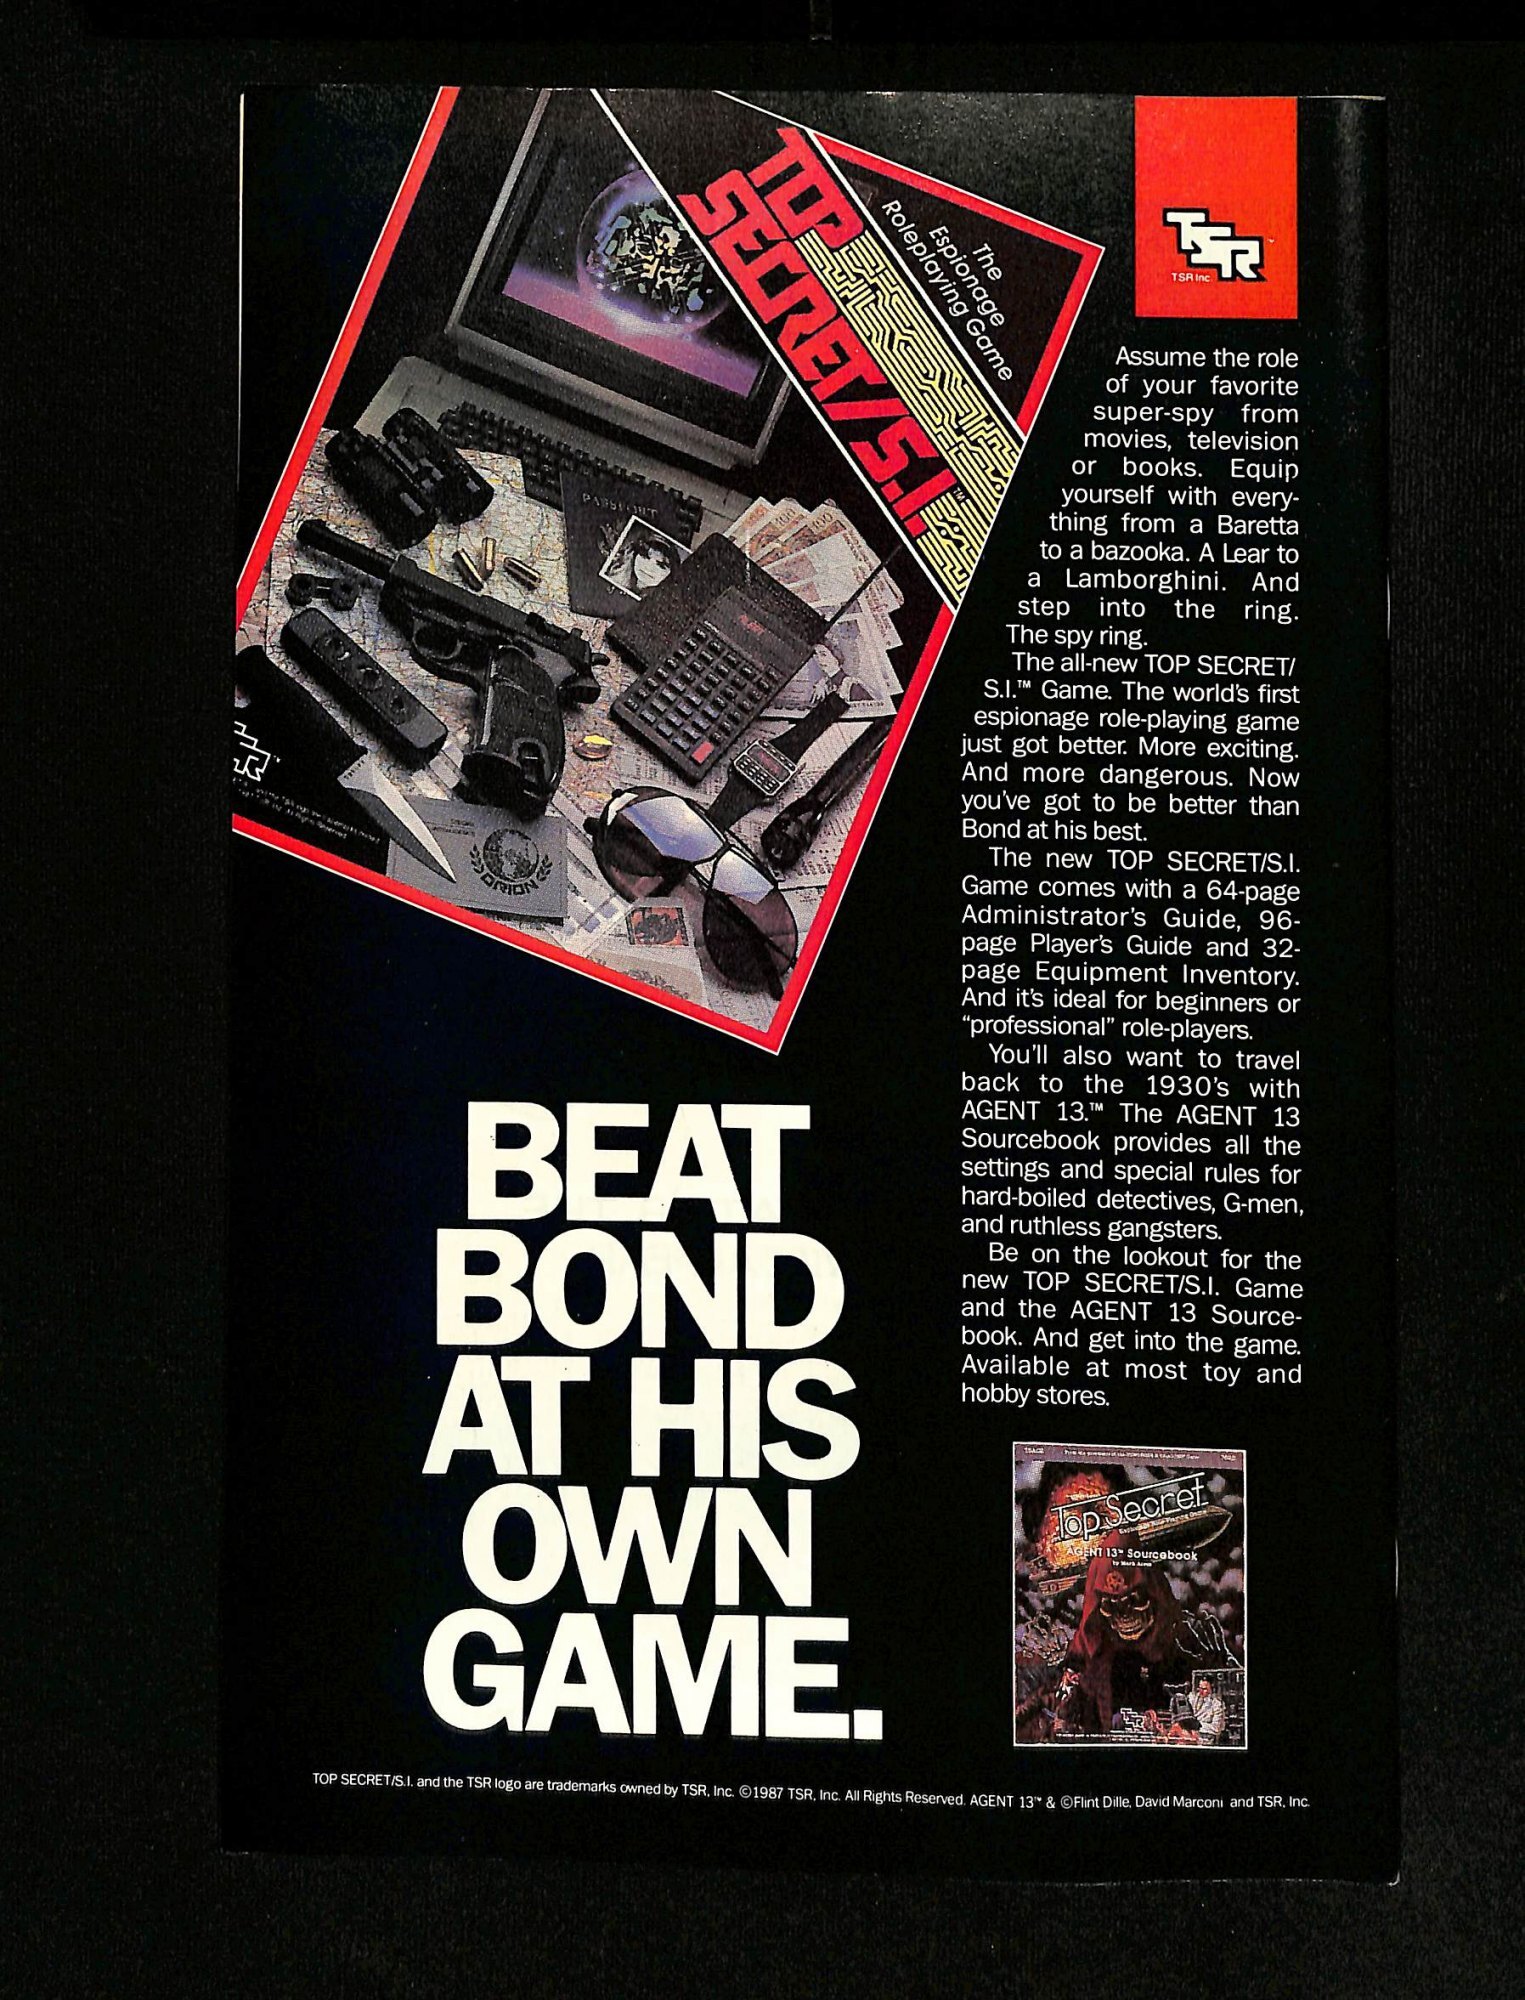 TOP
SECRET/S.I.™
The
Espionage
Roleplaying Game
PASSPORT
ORION
TSR
TSR Inc.
Assume the role
of your favorite
super-spy from
movies, television
or books. Equip
yourself with every-
thing from a Baretta
to a bazooka. A Lear to
a Lamborghini. And
step into the ring.
The spy ring.
The all-new TOP SECRET/
S.I.™ Game. The world's first
espionage role-playing game
just got better. More exciting.
And more dangerous. Now
you've got to be better than
Bond at his best.
The new TOP SECRET/S.I.
Game comes with a 64-page
Administrator's Guide, 96-
page Player's Guide and 32-
page Equipment Inventory.
And it's ideal for beginners or
"professional" role-players.
You'll also want to travel
back to the 1930's with
AGENT 13.™ The AGENT 13
Sourcebook provides all the
settings and special rules for
hard-boiled detectives, G-men,
and ruthless gangsters.
Be on the lookout for the
new TOP SECRET/S.I. Game
and the AGENT 13 Source-
book. And get into the game.
Available at most toy and
hobby stores.
BEAT
BOND
AT HIS
OWN
GAME.
Top Secret
AGENT 13™ Sourcebook
TSR
TOP SECRET/S.I. and the TSR logo are trademarks owned by TSR, Inc. ©1987 TSR, Inc. All Rights Reserved. AGENT 13™ & ©Flint Dille, David Marconi and TSR, Inc.